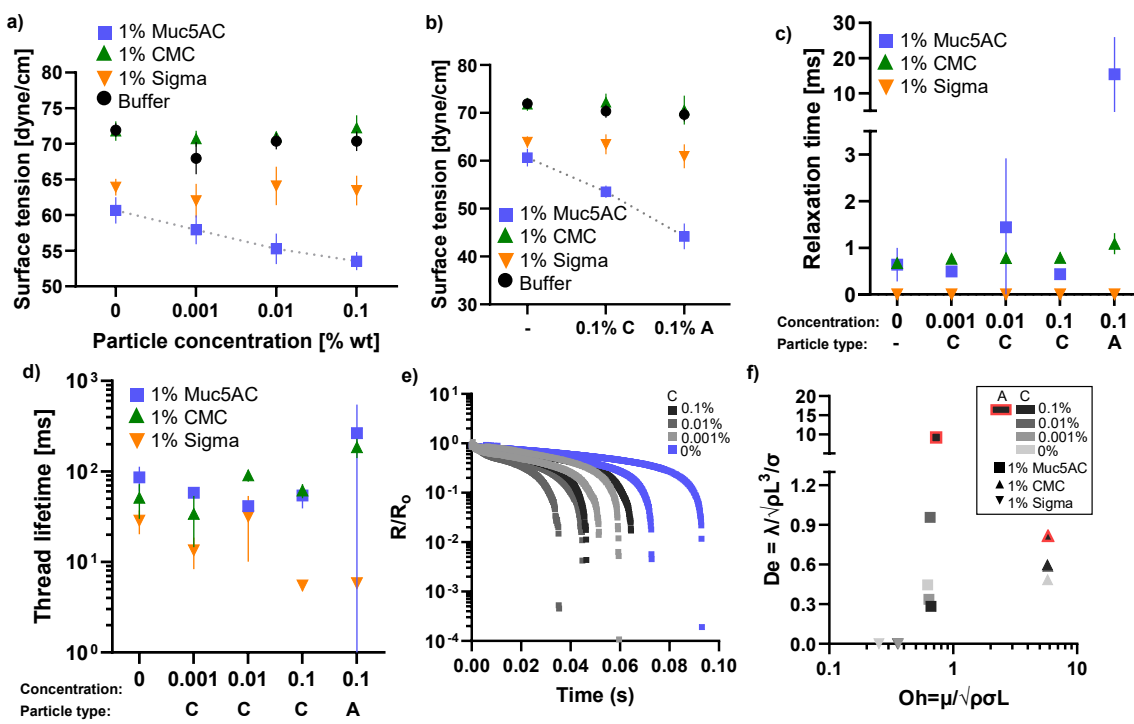 a)
1% Muc5AC
1% CMC
1% Sigma
Buffer
Surface tension [dyne/cm]
80
75
70
65
60
55
50
0 0.001 0.01 0.1
Particle concentration [% wt]
b)
Surface tension [dyne/cm]
80
70
60
50
40
30
1% Muc5AC
1% CMC
1% Sigma
Buffer
- 0.1% C 0.1% A
c)
1% Muc5AC
1% CMC
1% Sigma
Relaxation time [ms]
30
20
10
3
2
1
0
Concentration: 0 0.001 0.01 0.1 0.1
Particle type: - C C C A
d)
1% Muc5AC
1% CMC
1% Sigma
Thread lifetime [ms]
10³
10²
10¹
10⁰
Concentration: 0 0.001 0.01 0.1 0.1
Particle type: C C C A
e)
C
0.1%
0.01%
0.001%
0%
R/Rₒ
10¹
10⁰
10⁻¹
10⁻²
10⁻³
10⁻⁴
0.00 0.02 0.04 0.06 0.08 0.10
Time (s)
f)
A C
0.1%
0.01%
0.001%
0%
1% Muc5AC
1% CMC
1% Sigma
De = λ/√ρL³/σ
20
15
10
5
1.2
0.9
0.6
0.3
0.0
0.1 1 10
Oh=μ/√ρσL